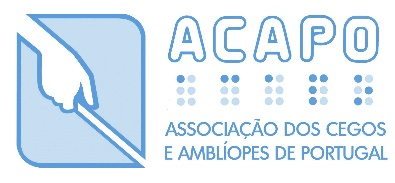 ACAPO
ASSOCIAÇÃO DOS CEGOS
E AMBLÍOPES DE PORTUGAL